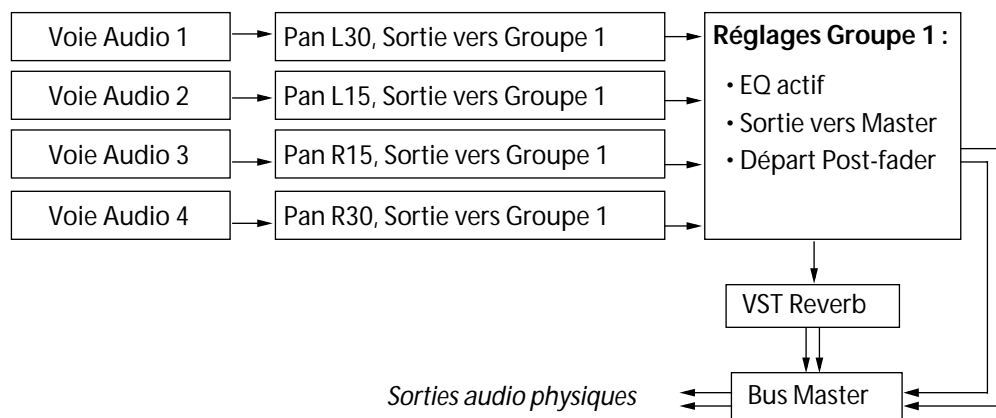 Voie Audio 1
Pan L30, Sortie vers Groupe 1
Réglages Groupe 1 :
• EQ actif
• Sortie vers Master
• Départ Post-fader
Voie Audio 2
Pan L15, Sortie vers Groupe 1
Voie Audio 3
Pan R15, Sortie vers Groupe 1
Voie Audio 4
Pan R30, Sortie vers Groupe 1
VST Reverb
Sorties audio physiques
Bus Master